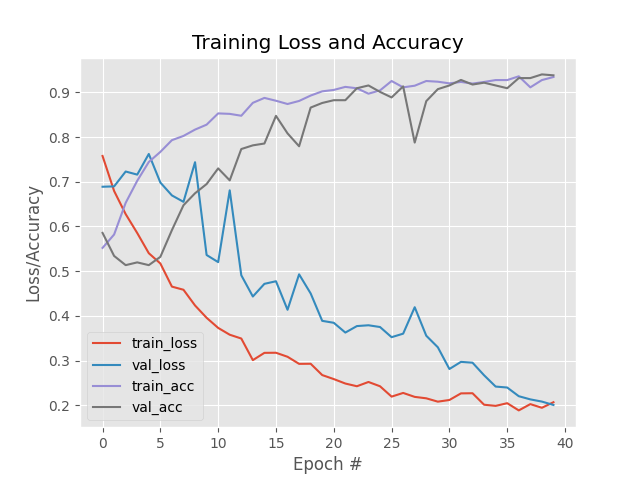 Training Loss and Accuracy
Loss/Accuracy
0.9
0.8
0.7
0.6
0.5
0.4
0.3
0.2
train_loss
val_loss
train_acc
val_acc
0 5 10 15 20 25 30 35 40
Epoch #